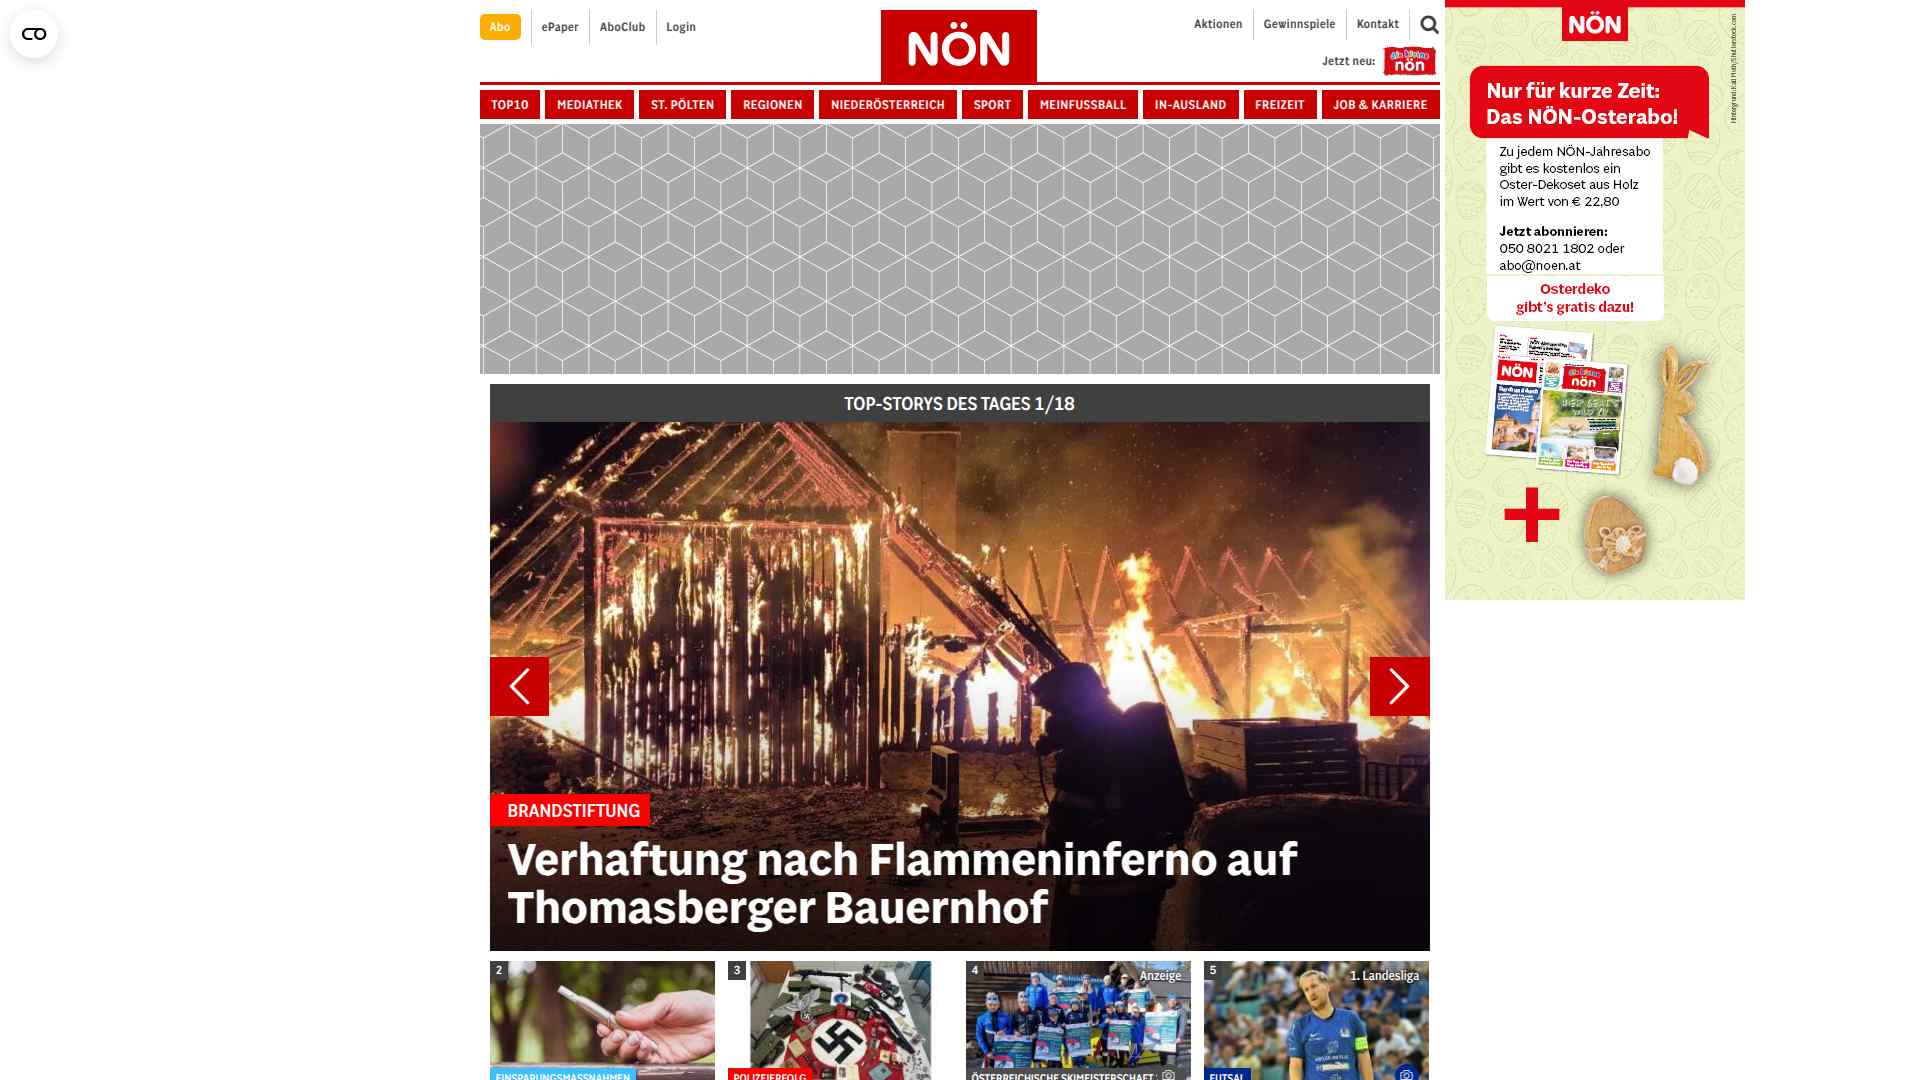 Abo
ePaper
AboClub
Login
NÖN
Aktionen
Gewinnspiele
Kontakt
Jetzt neu:
die kleine
nön
TOP10
MEDIATHEK
ST. PÖLTEN
REGIONEN
NIEDERÖSTERREICH
SPORT
MEINFUSSBALL
IN-AUSLAND
FREIZEIT
JOB & KARRIERE
TOP-STORYS DES TAGES 1/18
BRANDSTIFTUNG
Verhaftung nach Flammeninferno auf
Thomasberger Bauernhof
2
EINSPARUNGSMASSNAHMEN
3
POLIZEIERFOLG
4
Anzeige
ÖSTERREICHISCHE SKIMEISTERSCHAFT
5
1. Landesliga
FUTSAL
NÖN
Nur für kurze Zeit:
Das NÖN-Osterabo!
Zu jedem NÖN-Jahresabo
gibt es kostenlos ein
Oster-Dekoset aus Holz
im Wert von € 22,80
Jetzt abonnieren:
050 8021 1802 oder
abo@noen.at
Osterdeko
gibt's gratis dazu!
NÖN
die kleine
nön